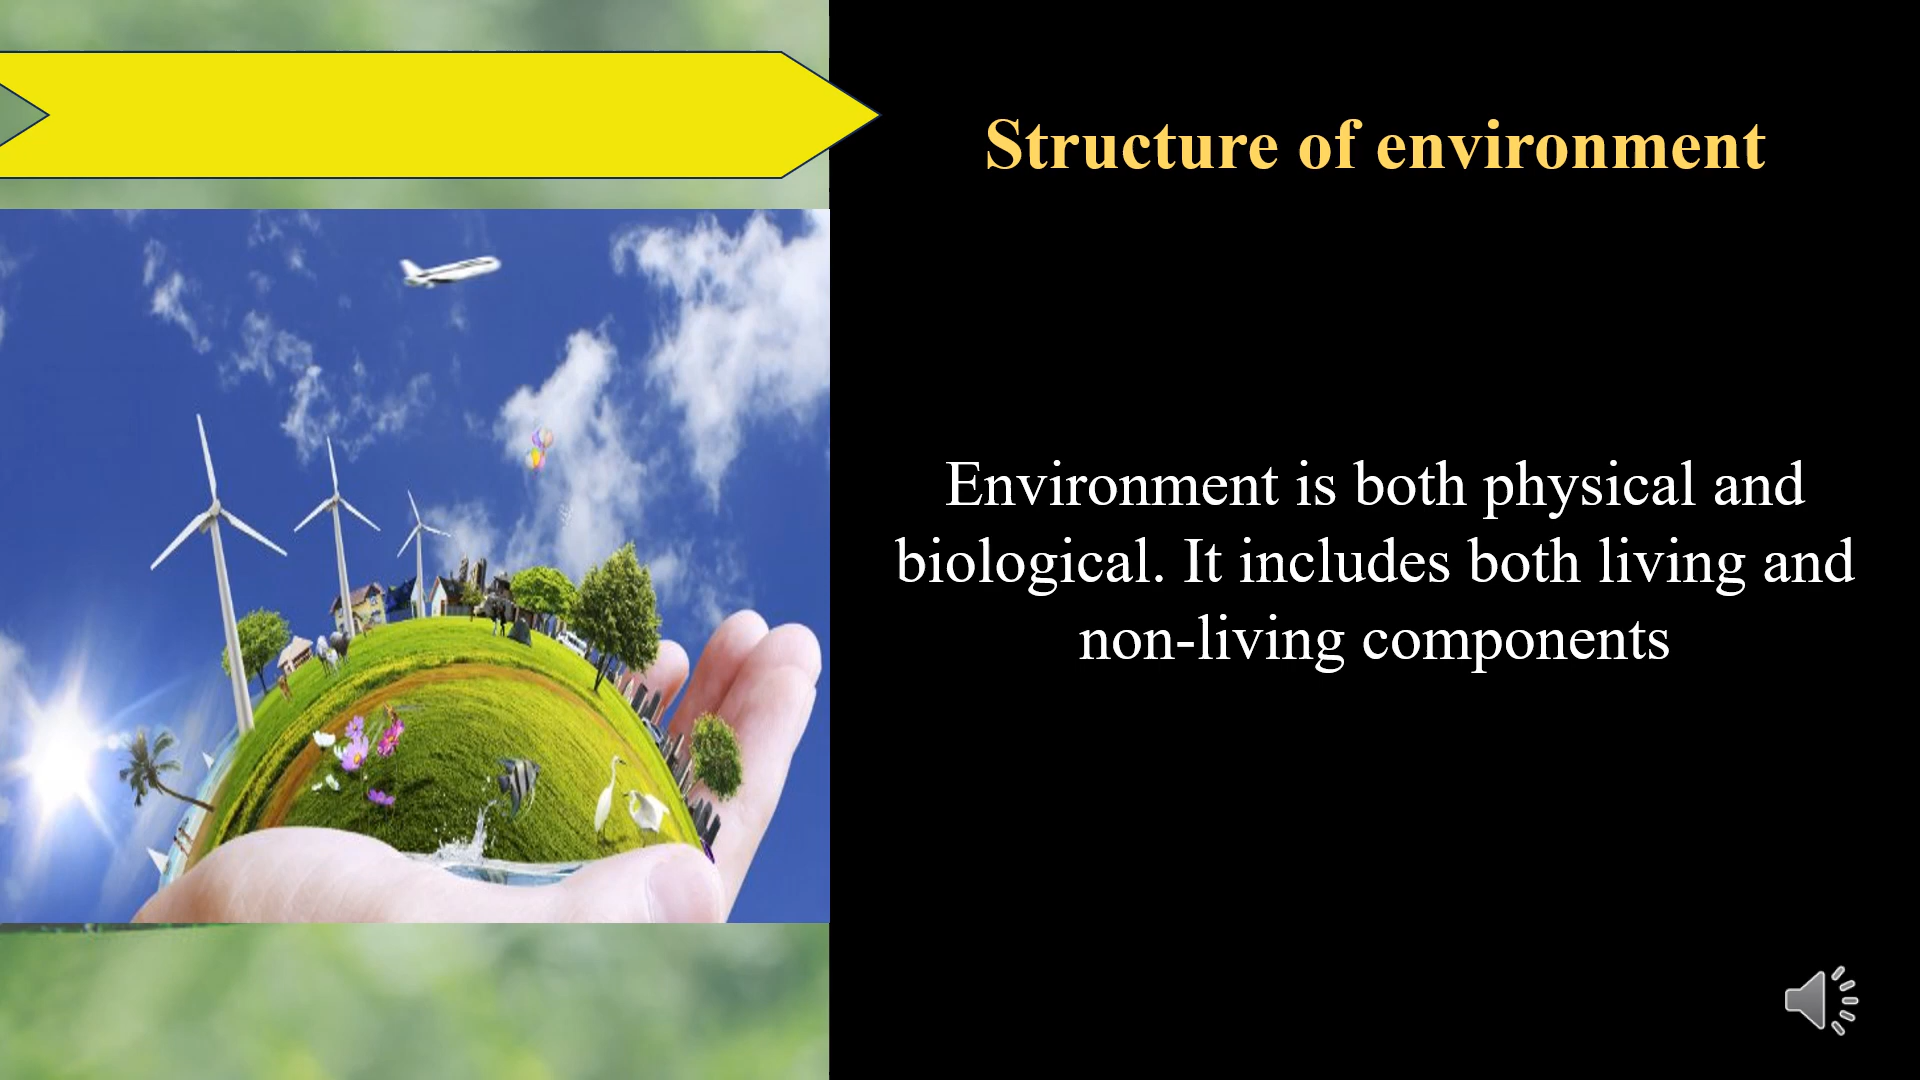 Structure of environment
Environment is both physical and
biological. It includes both living and
non-living components